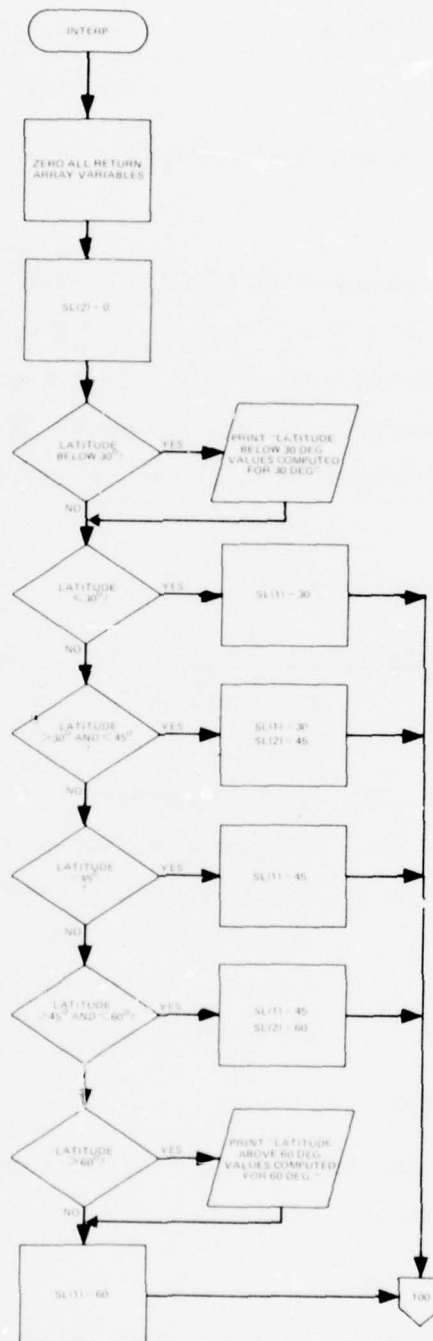 INTERP
ZERO ALL RETURN
ARRAY VARIABLES
SL(2) = 0
LATITUDE
BELOW 30°?
YES
PRINT "LATITUDE
BELOW 30 DEG
VALUES COMPUTED
FOR 30 DEG
NO
LATITUDE
≤ 30°?
YES
SL(1) = 30
NO
LATITUDE
>30° AND <45°
?
YES
SL(1) = 30
SL(2) = 45
NO
LATITUDE
45°
?
YES
SL(1) = 45
NO
LATITUDE
>45° AND <60°?
YES
SL(1) = 45
SL(2) = 60
LATITUDE
>60°?
YES
PRINT "LATITUDE
ABOVE 60 DEG
VALUES COMPUTED
FOR 60 DEG."
NO
SL(1) = 60
100